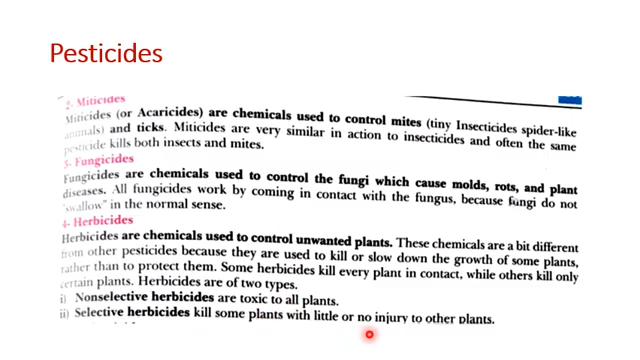 Pesticides
2. Miticides
Miticides (or Acaricides) are chemicals used to control mites (tiny Insecticides spider-like
animals) and ticks. Miticides are very similar in action to insecticides and often the same
pesticide kills both insects and mites.
3- Fungicides
Fungicides are chemicals used to control the fungi which cause molds, rots, and plant
diseases. All fungicides work by coming in contact with the fungus, because fungi do not
"swallow" in the normal sense.
4- Herbicides
Herbicides are chemicals used to control unwanted plants. These chemicals are a bit different
from other pesticides because they are used to kill or slow down the growth of some plants,
rather than to protect them. Some herbicides kill every plant in contact, while others kill only
certain plants. Herbicides are of two types.
i) Nonselective herbicides are toxic to all plants.
ii) Selective herbicides kill some plants with little or no injury to other plants.